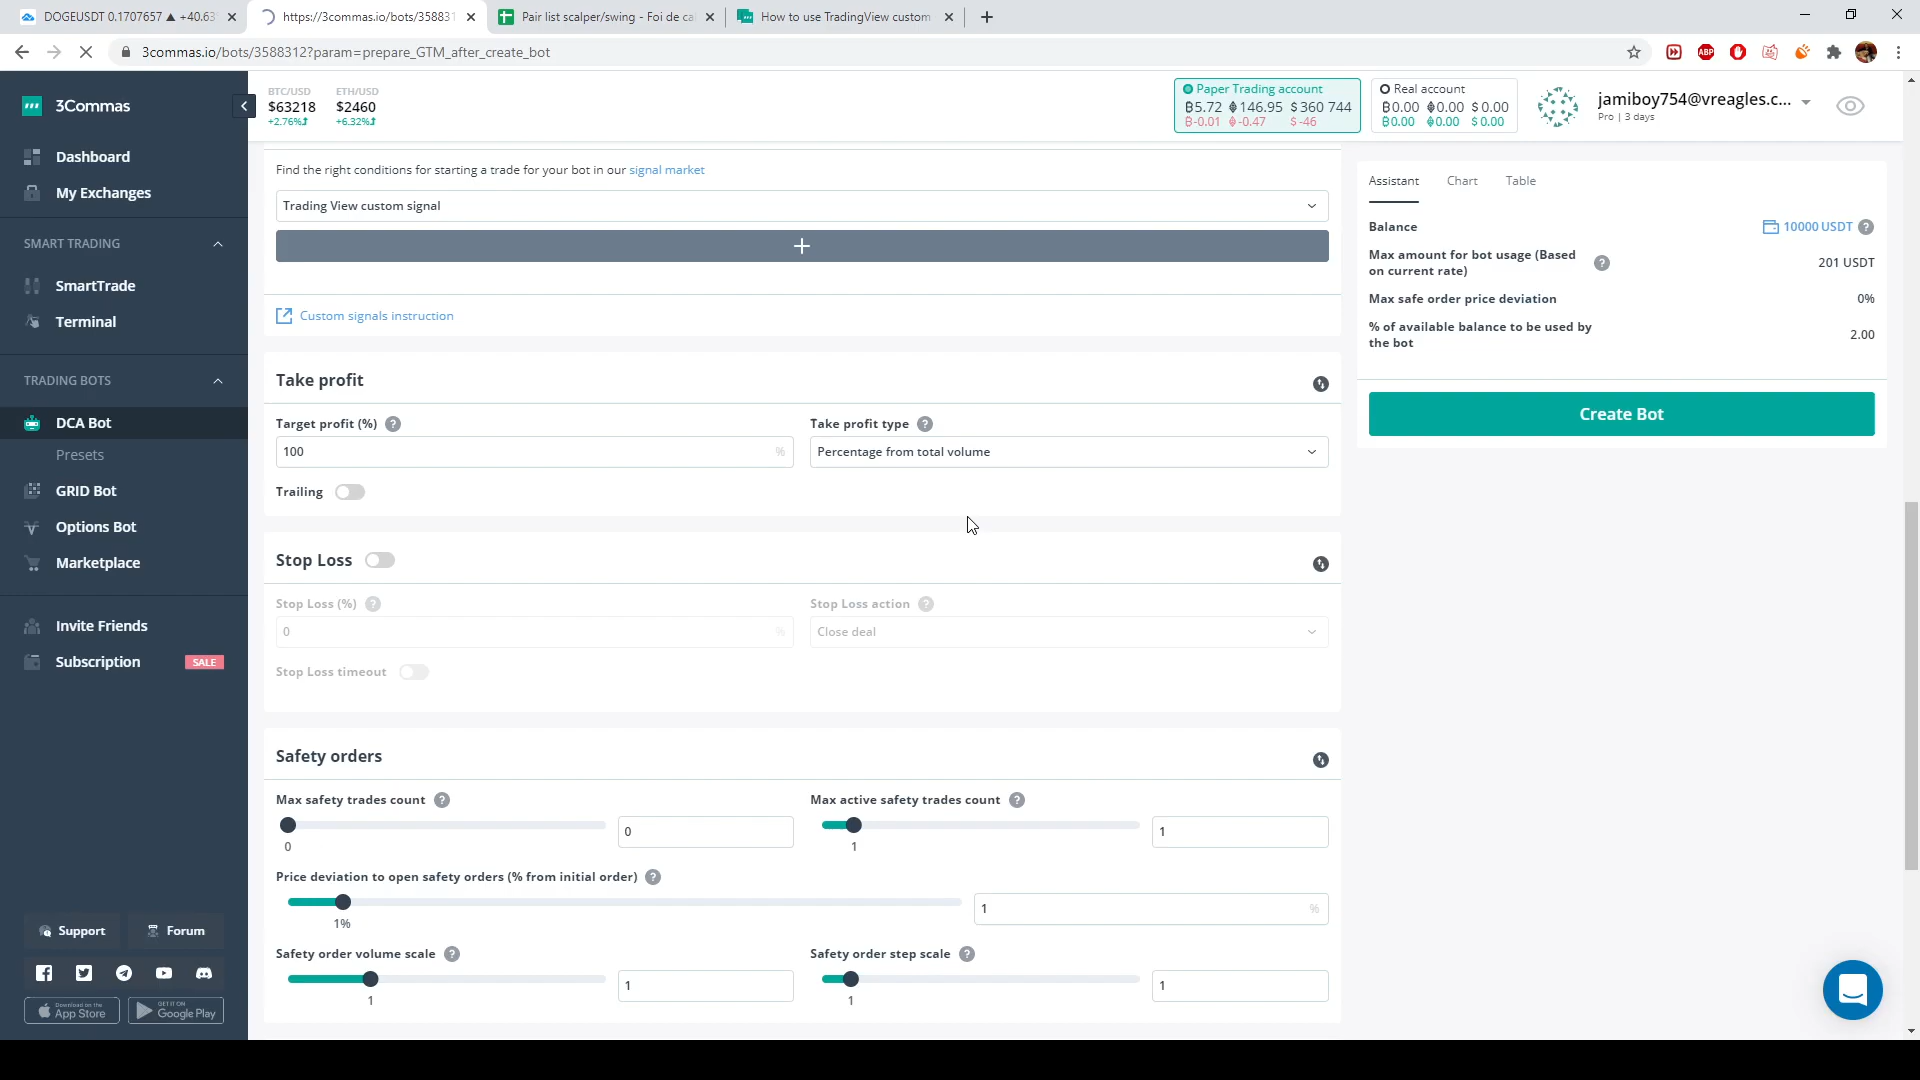 DOGEUSDT 0.1707657 ▲ +40.63
https://3commas.io/bots/35883
Pair list scalper/swing - Foi de ca
How to use TradingView custom
3commas.io/bots/3588312?param=prepare_GTM_after_create_bot
ABP
3Commas
BTC/USD
$63218
+2.76%
ETH/USD
$2460
+6.32%
Paper Trading account
₿5.72 146.95 $360 744
₿-0.01 -0.47 $-46
Real account
₿0.00 0.00 $0.00
₿0.00 0.00 $0.00
jamiboy754@vreagles.c...
Pro | 3 days
Dashboard
My Exchanges
SMART TRADING
SmartTrade
Terminal
TRADING BOTS
DCA Bot
Presets
GRID Bot
Options Bot
Marketplace
Invite Friends
Subscription SALE
Support
Forum
Download on the
App Store
GET IT ON
Google Play
Find the right conditions for starting a trade for your bot in our signal market
Trading View custom signal
+
Custom signals instruction
Take profit
Target profit (%) ?
100 %
Take profit type ?
Percentage from total volume
Trailing
Stop Loss
Stop Loss (%) ?
0 %
Stop Loss action ?
Close deal
Stop Loss timeout
Safety orders
Max safety trades count ?
0
0
Max active safety trades count ?
1
1
Price deviation to open safety orders (% from initial order) ?
1 %
1%
Safety order volume scale ?
1
1
Safety order step scale ?
1
1
Assistant Chart Table
Balance 10000 USDT ?
Max amount for bot usage (Based
on current rate) ? 201 USDT
Max safe order price deviation 0%
% of available balance to be used by
the bot 2.00
Create Bot